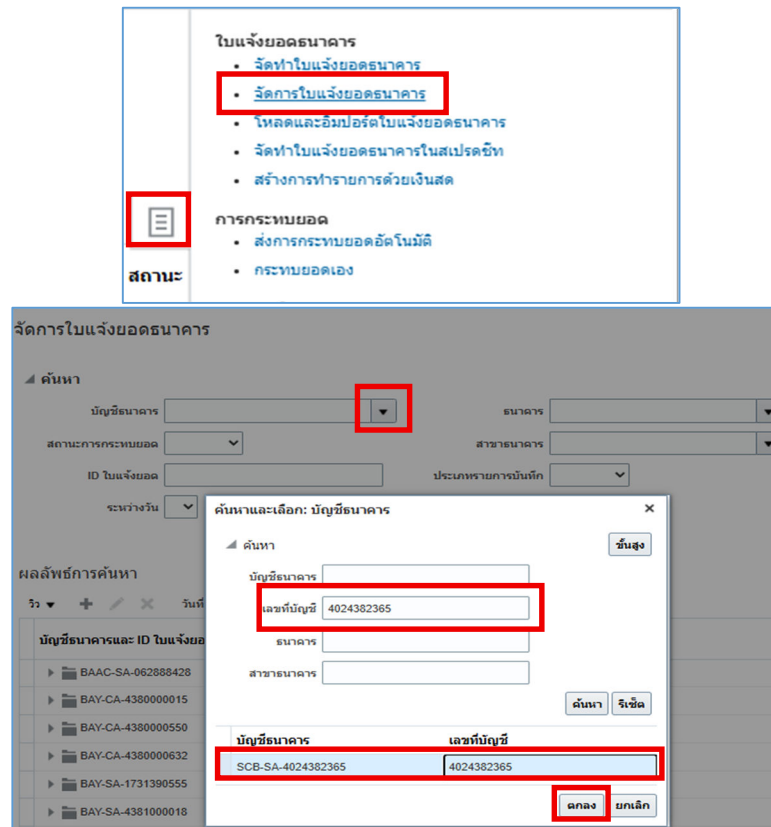 ใบแจ้งยอดธนาคาร
• จัดทำใบแจ้งยอดธนาคาร
• จัดการใบแจ้งยอดธนาคาร
• โหลดและอิมปอร์ตใบแจ้งยอดธนาคาร
• จัดทำใบแจ้งยอดธนาคารในสเปรดชีท
• สร้างการทำรายการด้วยเงินสด
การกระทบยอด
• ส่งการกระทบยอดอัตโนมัติ
สถานะ
• กระทบยอดเอง
จัดการใบแจ้งยอดธนาคาร
ค้นหา
บัญชีธนาคาร
ธนาคาร
สถานะการกระทบยอด
สาขาธนาคาร
ID ใบแจ้งยอด
ประเภทรายการบันทึก
ระหว่างวัน
ค้นหาและเลือก: บัญชีธนาคาร
ค้นหา
ขั้นสูง
บัญชีธนาคาร
เลขที่บัญชี 4024382365
ธนาคาร
สาขาธนาคาร
ค้นหา รีเซ็ต
บัญชีธนาคาร เลขที่บัญชี
SCB-SA-4024382365 4024382365
ตกลง ยกเลิก
ผลลัพธ์การค้นหา
วิว วันที่
บัญชีธนาคารและ ID ใบแจ้งยอ
BAAC-SA-062888428
BAY-CA-4380000015
BAY-CA-4380000550
BAY-CA-4380000632
BAY-SA-1731390555
BAY-SA-4381000018